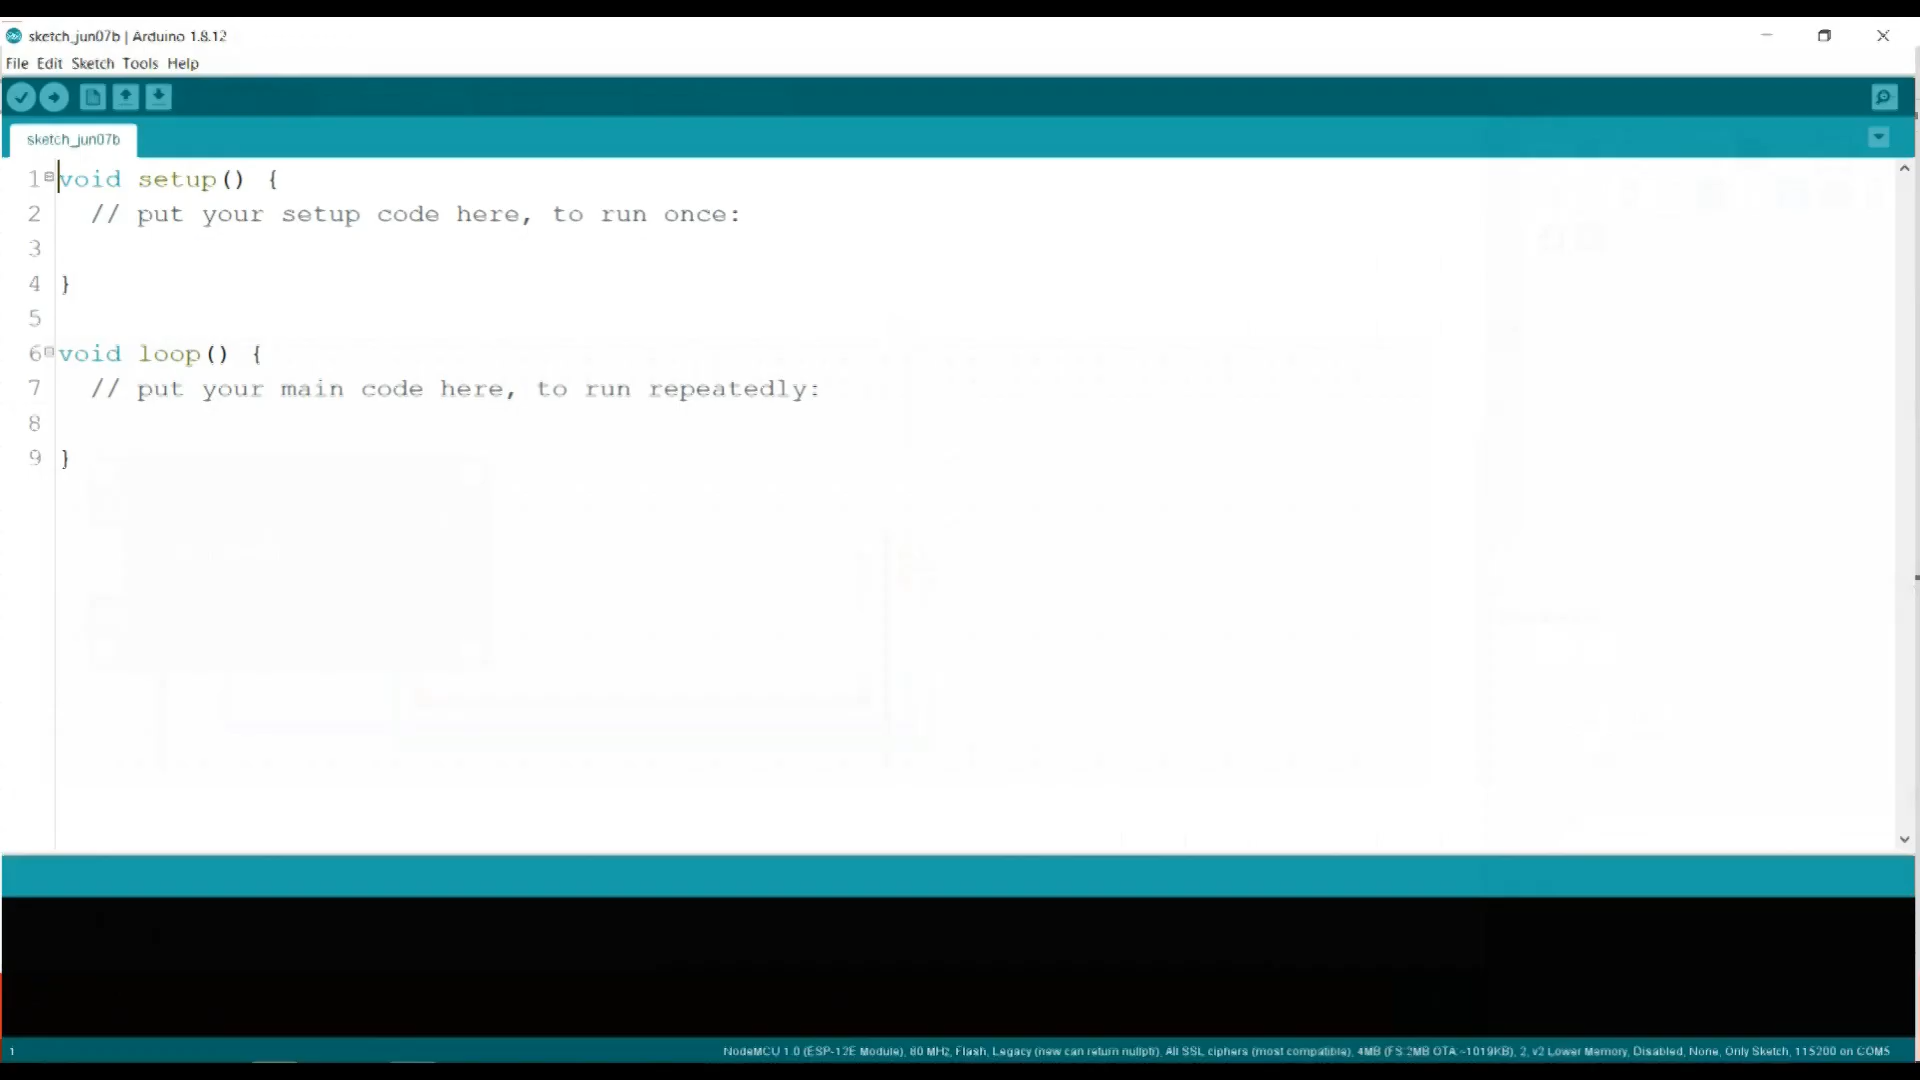 sketch_jun07b | Arduino 1.8.12
File Edit Sketch Tools Help
sketch_jun07b
1 void setup() {
2 // put your setup code here, to run once:
3
4 }
5
6 void loop() {
7 // put your main code here, to run repeatedly:
8
9 }
1 NodeMCU 1.0 (ESP-12E Module), 80 MHz, Flash, Legacy (new can return nullptr), All SSL ciphers (most compatible), 4MB (FS:2MB OTA:~1019KB), 2, v2 Lower Memory, Disabled, None, Only Sketch, 115200 on COM5